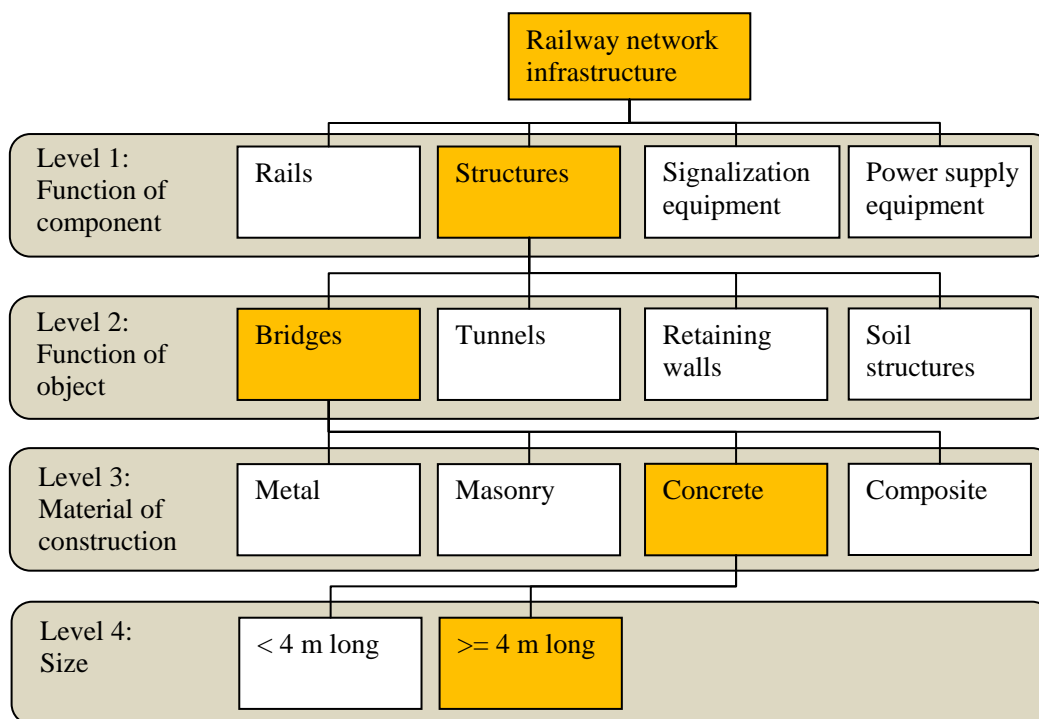 Railway network
infrastructure
Level 1:
Function of
component
Rails
Structures
Signalization
equipment
Power supply
equipment
Level 2:
Function of
object
Bridges
Tunnels
Retaining
walls
Soil
structures
Level 3:
Material of
construction
Metal
Masonry
Concrete
Composite
Level 4:
Size
< 4 m long
>= 4 m long